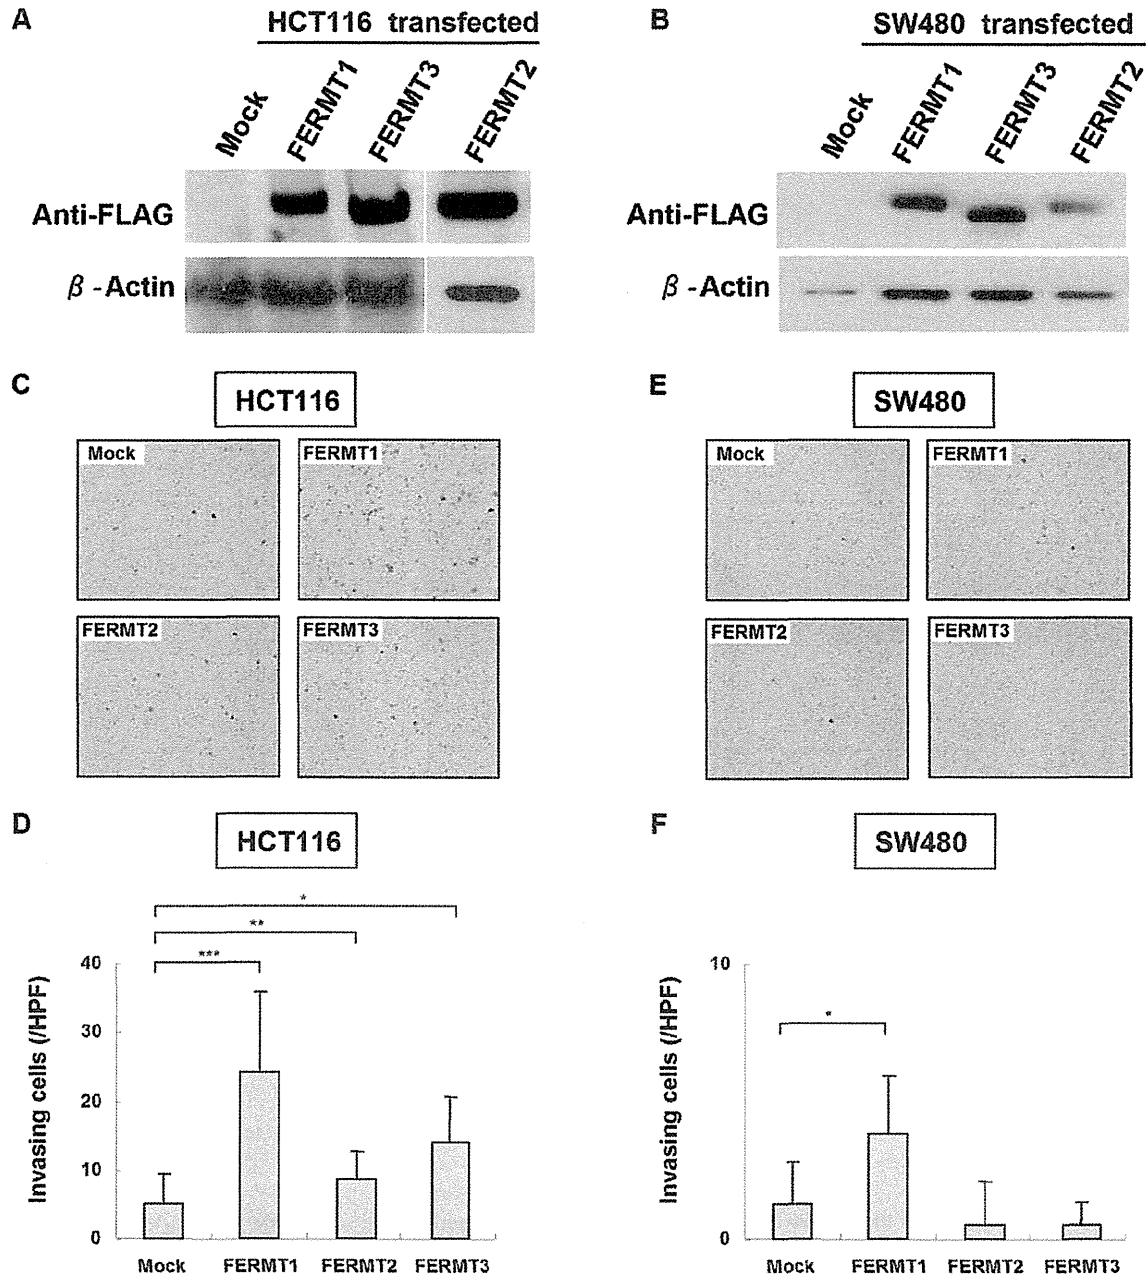 A
HCT116 transfected
Mock
FERMT1
FERMT3
FERMT2
Anti-FLAG
β-Actin
B
SW480 transfected
Mock
FERMT1
FERMT3
FERMT2
Anti-FLAG
β-Actin
C
HCT116
Mock
FERMT1
FERMT2
FERMT3
E
SW480
Mock
FERMT1
FERMT2
FERMT3
D
HCT116
*
**
***
Invasing cells (/HPF)
40
30
20
10
0
Mock FERMT1 FERMT2 FERMT3
F
SW480
*
Invasing cells (/HPF)
10
0
Mock FERMT1 FERMT2 FERMT3